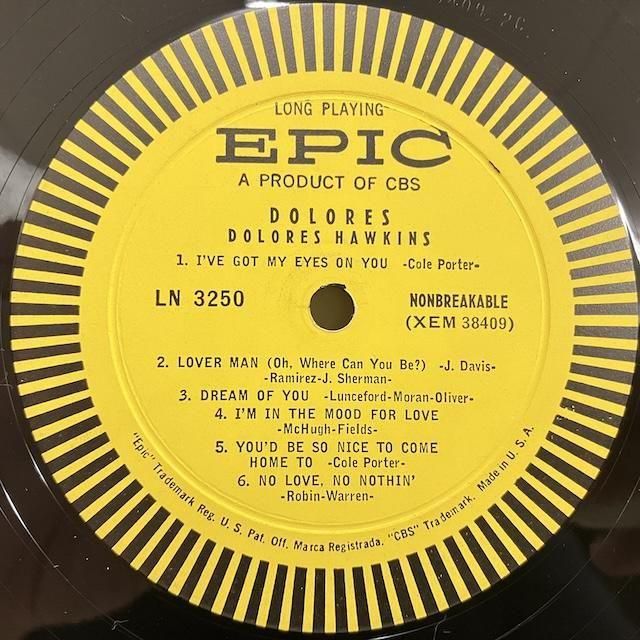 LONG PLAYING
EPIC
A PRODUCT OF CBS
DOLORES
DOLORES HAWKINS
1. I'VE GOT MY EYES ON YOU -Cole Porter-
LN 3250
NONBREAKABLE
(XEM 38409)
2. LOVER MAN (Oh, Where Can You Be?) -J. Davis-
-Ramirez-J. Sherman-
3. DREAM OF YOU -Lunceford-Moran-Oliver-
4. I'M IN THE MOOD FOR LOVE
-McHugh-Fields-
5. YOU'D BE SO NICE TO COME
HOME TO -Cole Porter-
6. NO LOVE, NO NOTHIN'
-Robin-Warren-
"Epic" Trademark Reg. U. S. Pat. Off. Marca Registrada. "CBS" Trademark. Made in U. S. A.